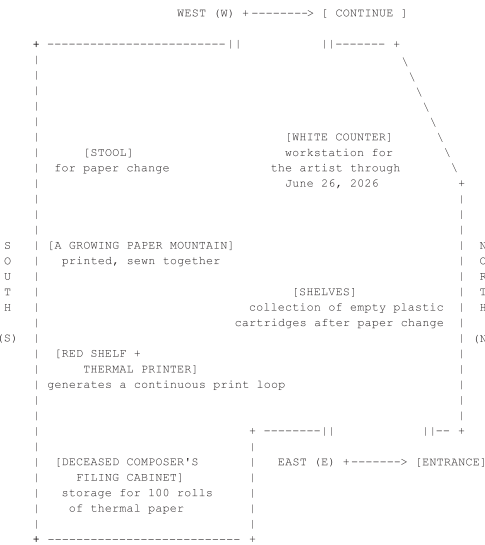 WEST (W) +--------> [ CONTINUE ]
[WHITE COUNTER]
[STOOL] workstation for
for paper change the artist through
June 26, 2026
[A GROWING PAPER MOUNTAIN]
printed, sewn together
SOUTH (S)
[SHELVES]
collection of empty plastic
cartridges after paper change
[RED SHELF +
THERMAL PRINTER]
generates a continuous print loop
[DECEASED COMPOSER'S EAST (E) +-------> [ENTRANCE]
FILING CABINET]
storage for 100 rolls
of thermal paper